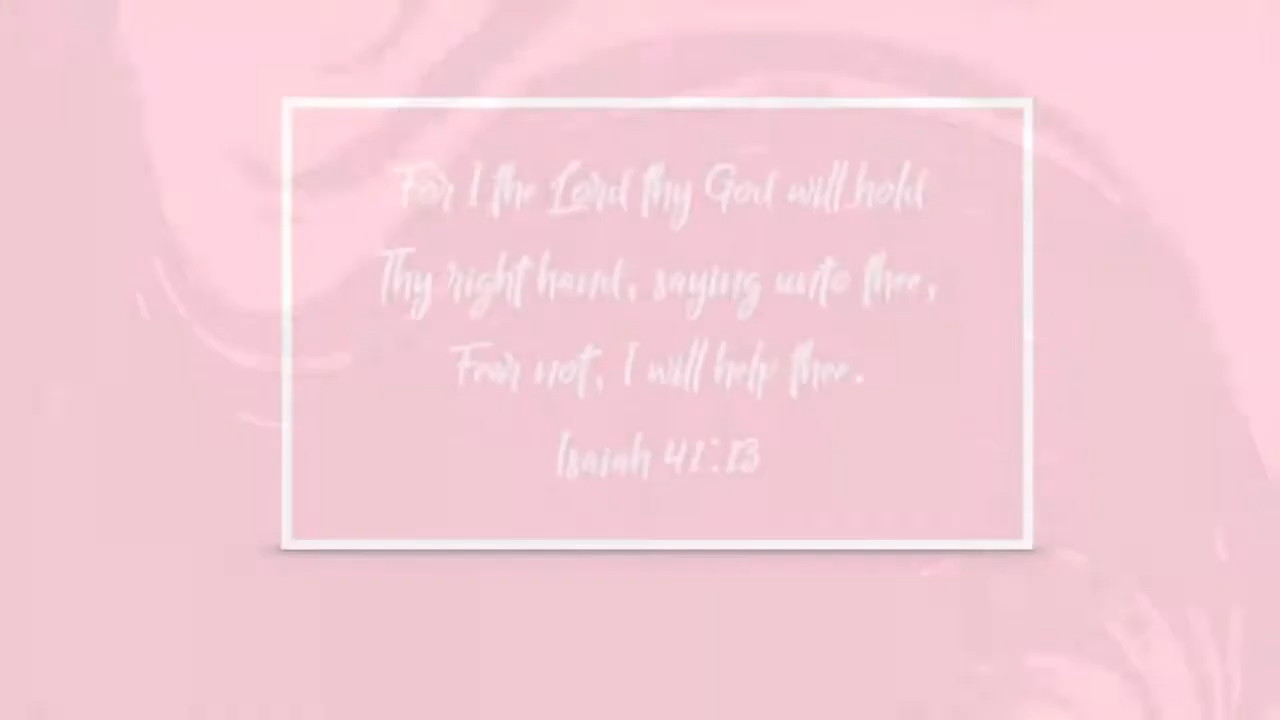 For I the Lord thy God will hold
Thy right hand, saying unto thee,
Fear not, I will help thee.
Isaiah 41:13